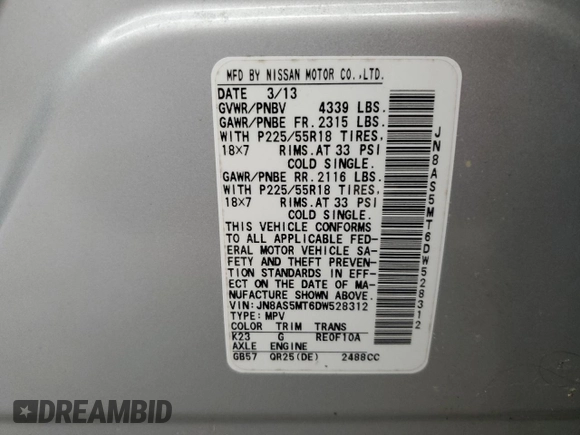 MFD BY NISSAN MOTOR CO.,LTD.
DATE 3/13
GVWR/PNBV 4339 LBS.
GAWR/PNBE FR. 2315 LBS.
WITH P225/55R18 TIRES,
18×7 RIMS.AT 33 PSI
COLD SINGLE.
GAWR/PNBE RR. 2116 LBS.
WITH P225/55R18 TIRES,
18×7 RIMS.AT 33 PSI
COLD SINGLE.
THIS VEHICLE CONFORMS
TO ALL APPLICABLE FED-
ERAL MOTOR VEHICLE SA-
FETY AND THEFT PREVEN-
TION STANDARDS IN EFF-
ECT ON THE DATE OF MA-
NUFACTURE SHOWN ABOVE.
VIN: JN8AS5MT6DW528312
TYPE: MPV
COLOR TRIM TRANS
K23 G RE0F10A
AXLE ENGINE
GB57 QR25(DE) 2488CC
JN8AS5MT6DW528312
DREAMBID